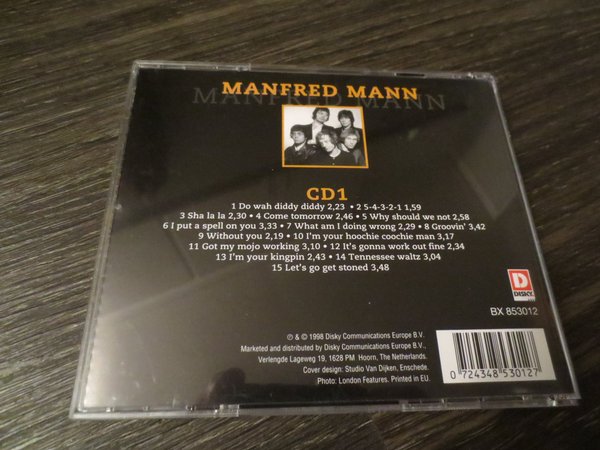 MANFRED MANN
MANFRED MANN
CD1
1 Do wah diddy diddy 2,23 • 2 5-4-3-2-1 1,59
3 Sha la la 2,30 • 4 Come tomorrow 2,46 • 5 Why should we not 2,58
6 I put a spell on you 3,33 • 7 What am I doing wrong 2,29 • 8 Groovin' 3,42
9 Without you 2,19 • 10 I'm your hoochie coochie man 3,17
11 Got my mojo working 3,10 • 12 It's gonna work out fine 2,34
13 I'm your kingpin 2,43 • 14 Tennessee waltz 3,04
15 Let's go get stoned 3,48
D
DISKY
BX 853012
℗ & © 1998 Disky Communications Europe B.V.
Marketed and distributed by Disky Communications Europe B.V.,
Verlengde Lageweg 19, 1628 PM Hoorn, The Netherlands.
Cover design: Studio Van Dijken, Enschede.
Photo: London Features. Printed in EU.
0 724348 530127